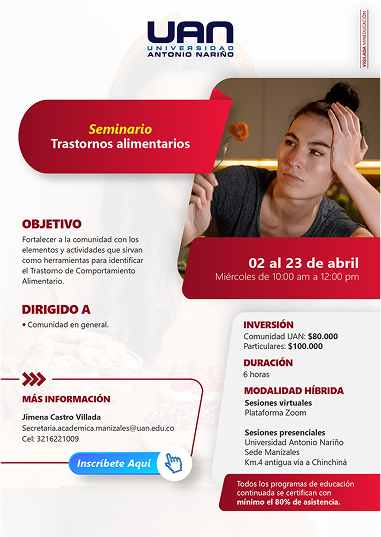 UAN
UNIVERSIDAD
ANTONIO NARIÑO
VIGILADA MINEDUCACIÓN
Seminario
Trastornos alimentarios
OBJETIVO
Fortalecer a la comunidad con los
elementos y actividades que sirvan
como herramientas para identificar
el Trastorno de Comportamiento
Alimentario.
02 al 23 de abril
Miércoles de 10:00 am a 12:00 pm
DIRIGIDO A
• Comunidad en general.
INVERSIÓN
Comunidad UAN: $80.000
Particulares: $100.000
DURACIÓN
6 horas
MODALIDAD HÍBRIDA
Sesiones virtuales
Plataforma Zoom
Sesiones presenciales
Universidad Antonio Nariño
Sede Manizales
Km.4 antigua via a Chinchiná
MÁS INFORMACIÓN
Jimena Castro Villada
Secretaria.academica.manizales@uan.edu.co
Cel: 3216221009
Inscríbete Aquí
Todos los programas de educación
continuada se certifican con
mínimo el 80% de asistencia.